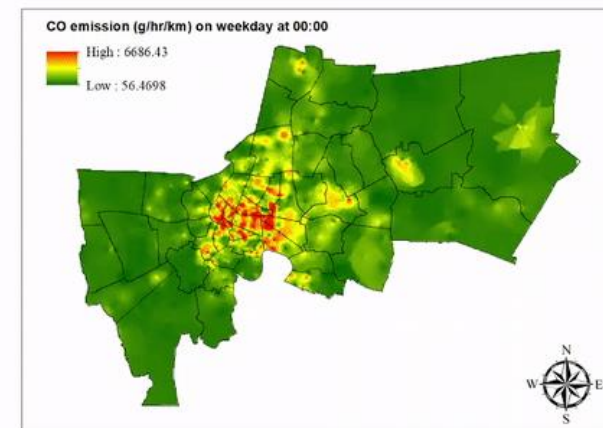 CO emission (g/hr/km) on weekday at 00:00
High : 6686.43
Low : 56.4698
N
W E
S